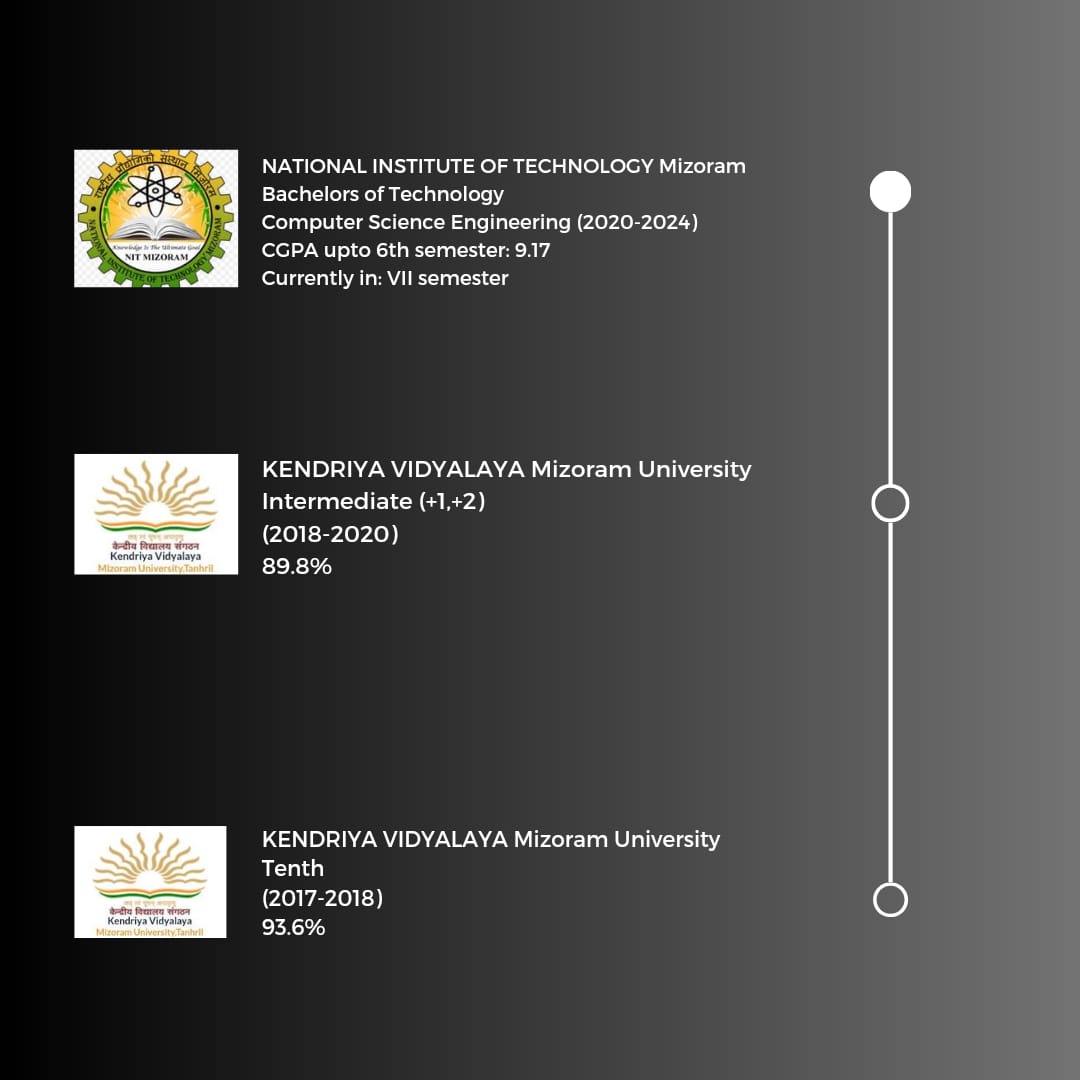 राष्ट्रीय प्रौद्योगिकी संस्थान मिजोरम
Knowledge Is The Ultimate Goal
NIT MIZORAM
NATIONAL INSTITUTE OF TECHNOLOGY MIZORAM
NATIONAL INSTITUTE OF TECHNOLOGY Mizoram
Bachelors of Technology
Computer Science Engineering (2020-2024)
CGPA upto 6th semester: 9.17
Currently in: VII semester
केन्द्रीय विद्यालय संगठन
Kendriya Vidyalaya
Mizoram University,Tanhril
KENDRIYA VIDYALAYA Mizoram University
Intermediate (+1,+2)
(2018-2020)
89.8%
केन्द्रीय विद्यालय संगठन
Kendriya Vidyalaya
Mizoram University,Tanhril
KENDRIYA VIDYALAYA Mizoram University
Tenth
(2017-2018)
93.6%